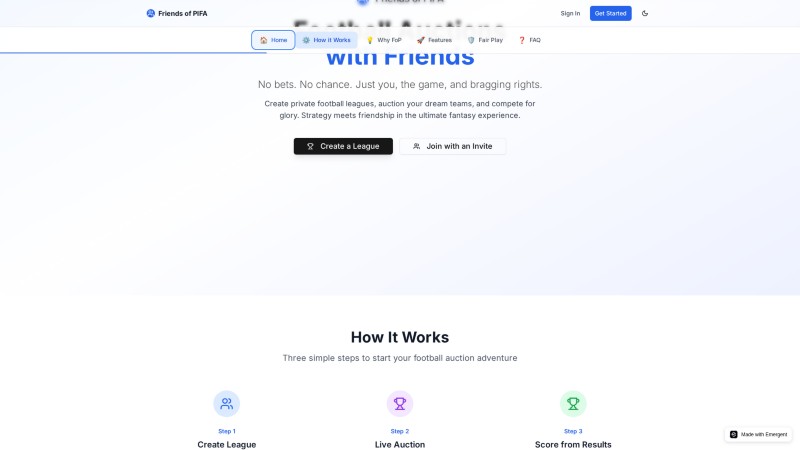 Friends of PIFA
Sign In
Get Started
🏠 Home
⚙️ How it Works
💡 Why FoP
🚀 Features
🛡️ Fair Play
❓ FAQ
Football Auctions
with Friends
No bets. No chance. Just you, the game, and bragging rights.
Create private football leagues, auction your dream teams, and compete for
glory. Strategy meets friendship in the ultimate fantasy experience.
Create a League
Join with an Invite
How It Works
Three simple steps to start your football auction adventure
Step 1
Create League
Step 2
Live Auction
Step 3
Score from Results
Made with Emergent